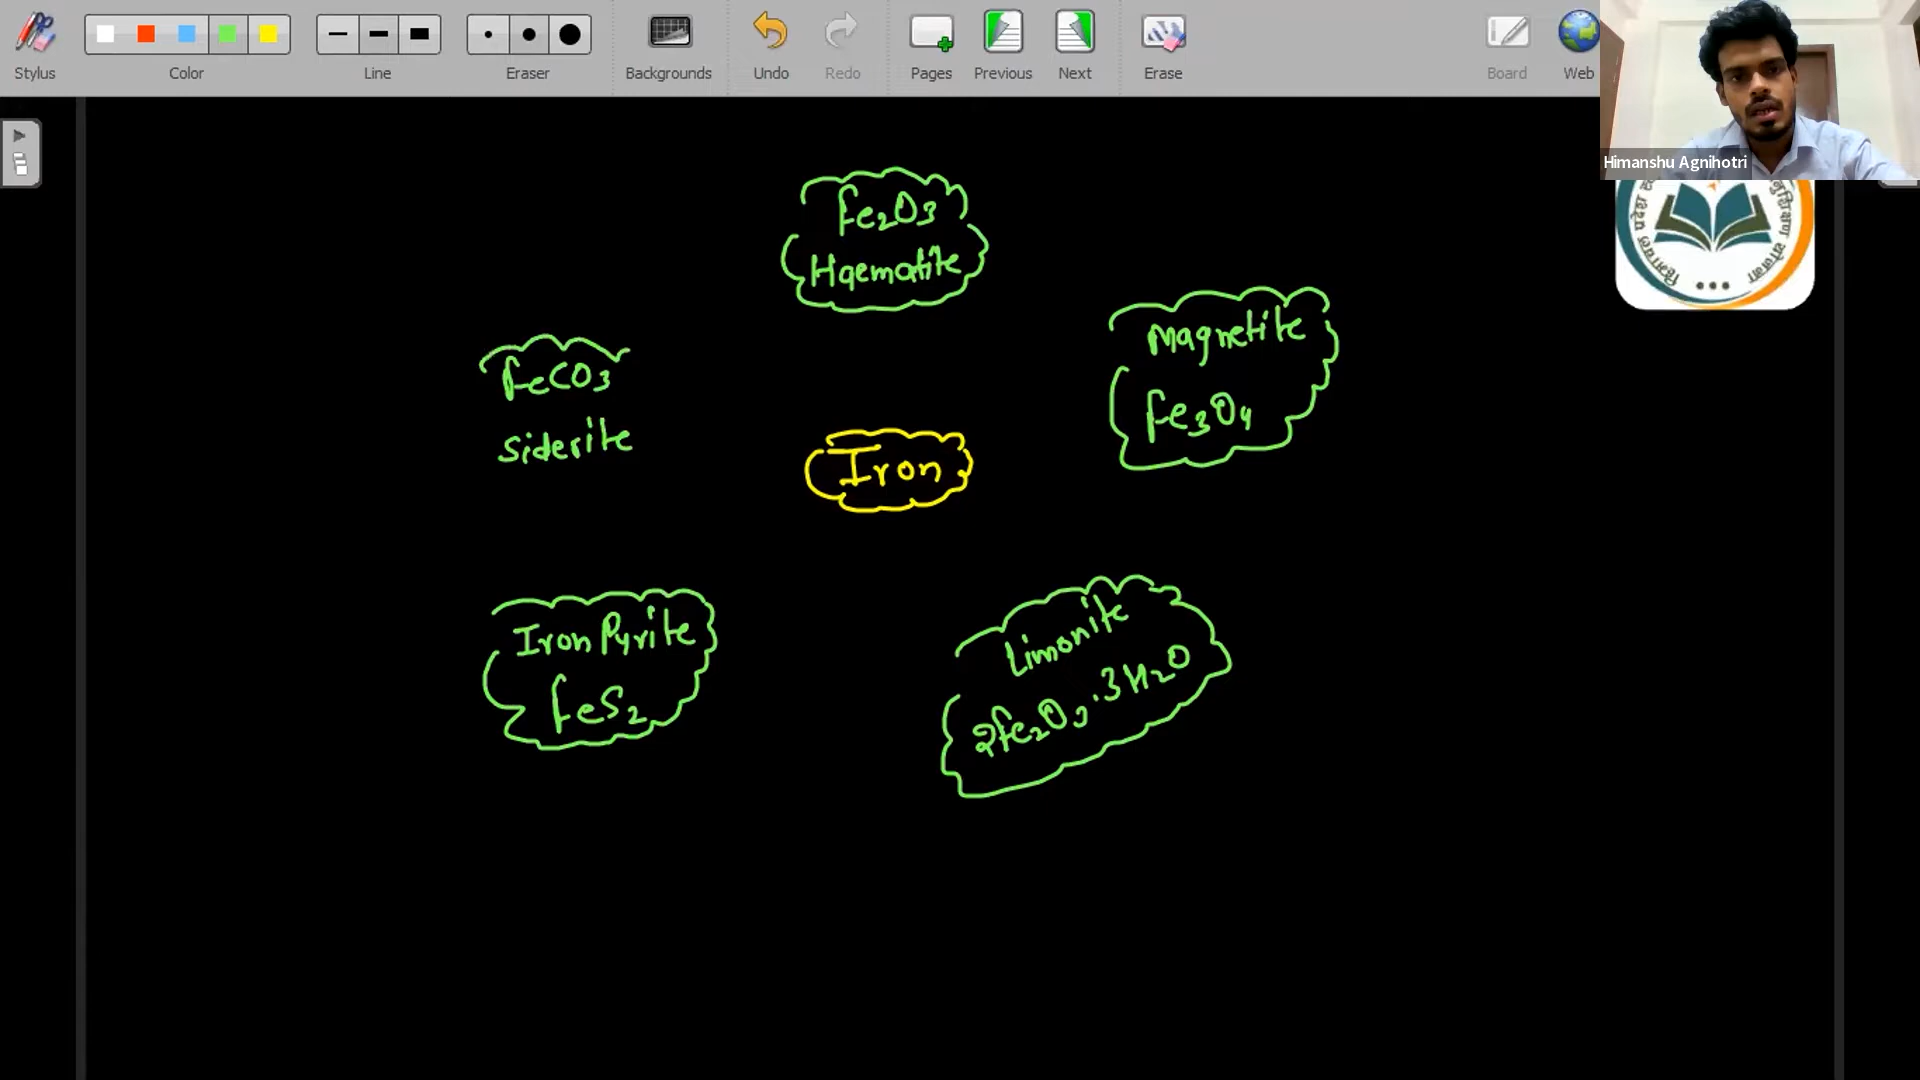 Stylus
Color
Line
Eraser
Backgrounds
Undo
Redo
Pages
Previous
Next
Erase
Board
Web
Himanshu Agnihotri
Fe2O3
Haematite
Magnetite
Fe3O4
FeCO3
Siderite
Iron
Iron Pyrite
FeS2
Limonite
2Fe2O3.3H2O